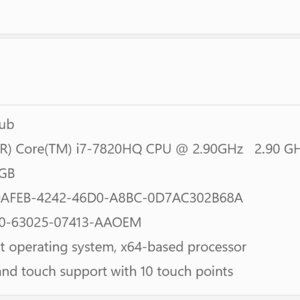 ub
R) Core(TM) i7-7820HQ CPU @ 2.90GHz 2.90 GH
GB
AFEB-4242-46D0-A8BC-0D7AC302B68A
0-63025-07413-AAOEM
t operating system, x64-based processor
and touch support with 10 touch points